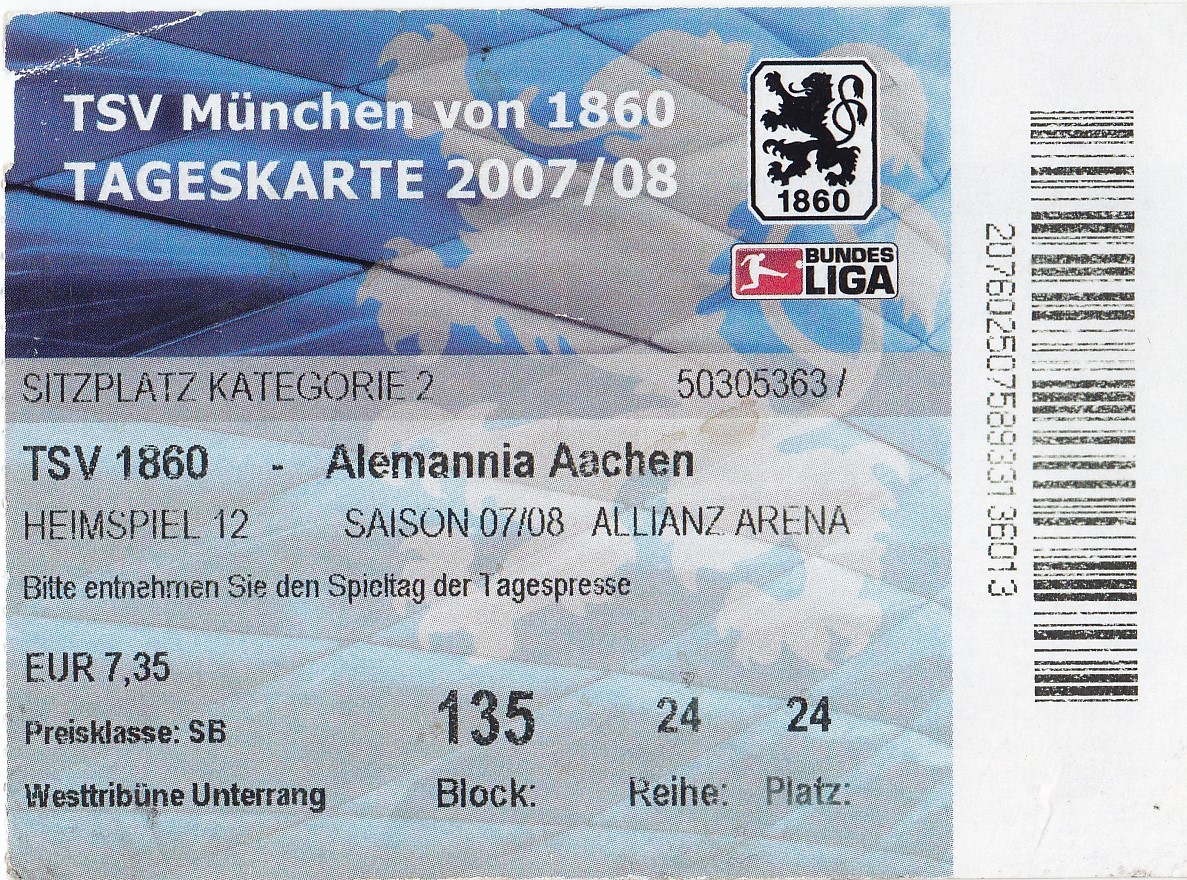 TSV München von 1860
TAGESKARTE 2007/08
1860
BUNDES
LIGA
SITZPLATZ KATEGORIE 2 50305363 /
TSV 1860 - Alemannia Aachen
HEIMSPIEL 12 SAISON 07/08 ALLIANZ ARENA
Bitte entnehmen Sie den Spieltag der Tagespresse
EUR 7,35
135 24 24
Preisklasse: SB
Westtribüne Unterrang Block: Reihe: Platz:
20760250758933136013